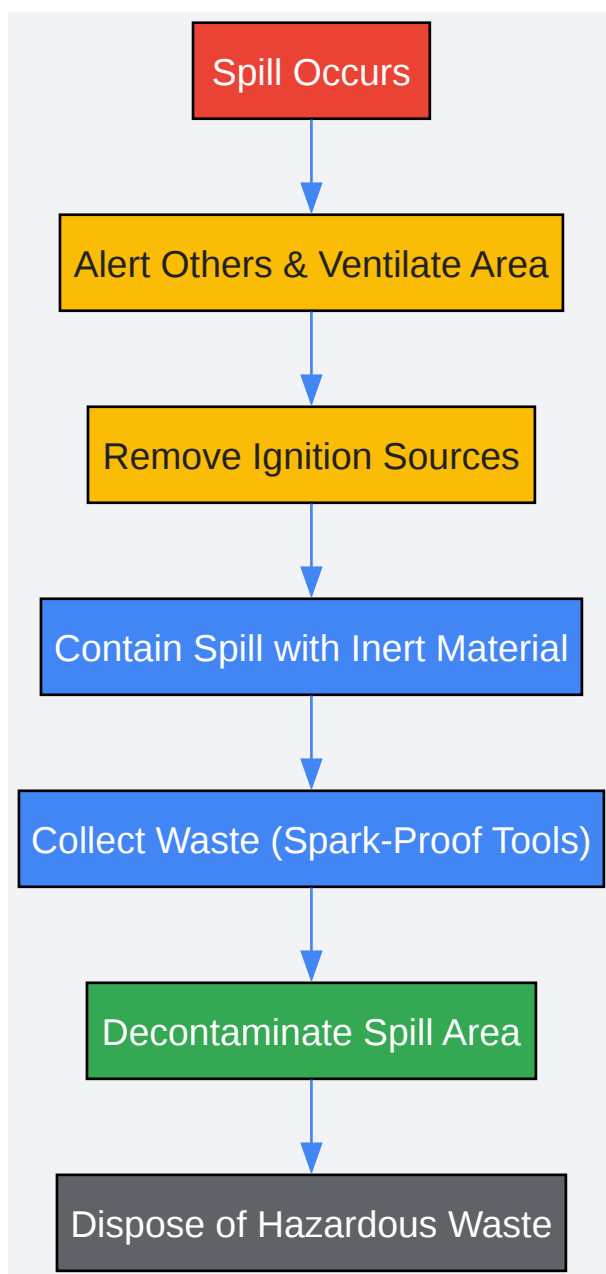 Spill Occurs
Alert Others & Ventilate Area
Remove Ignition Sources
Contain Spill with Inert Material
Collect Waste (Spark-Proof Tools)
Decontaminate Spill Area
Dispose of Hazardous Waste